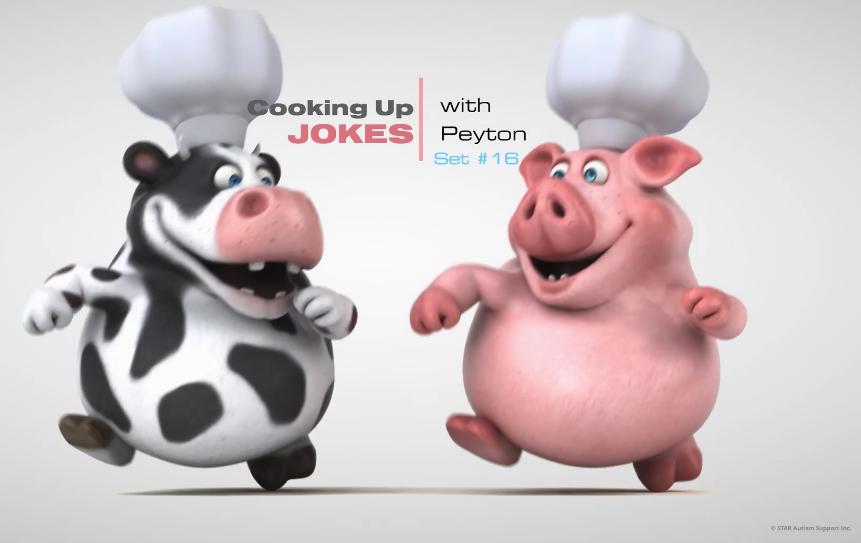 Cooking Up
JOKES
with
Peyton
Set #16
© STAR Autism Support Inc.